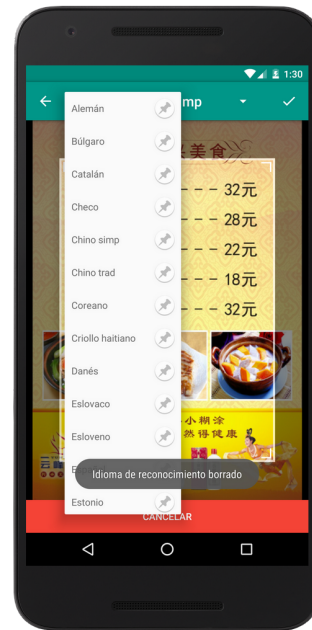 1:30
mp
Alemán
Búlgaro
美食
Catalán
--- 32元
Checo
--- 28元
Chino simp
--- 22元
Chino trad
--- 18元
Coreano
--- 32元
Criollo haitiano
Danés
Eslovaco
小糊涂
Esloveno
然得健康
Idioma de reconocimiento borrado
Estonio
CANCELAR